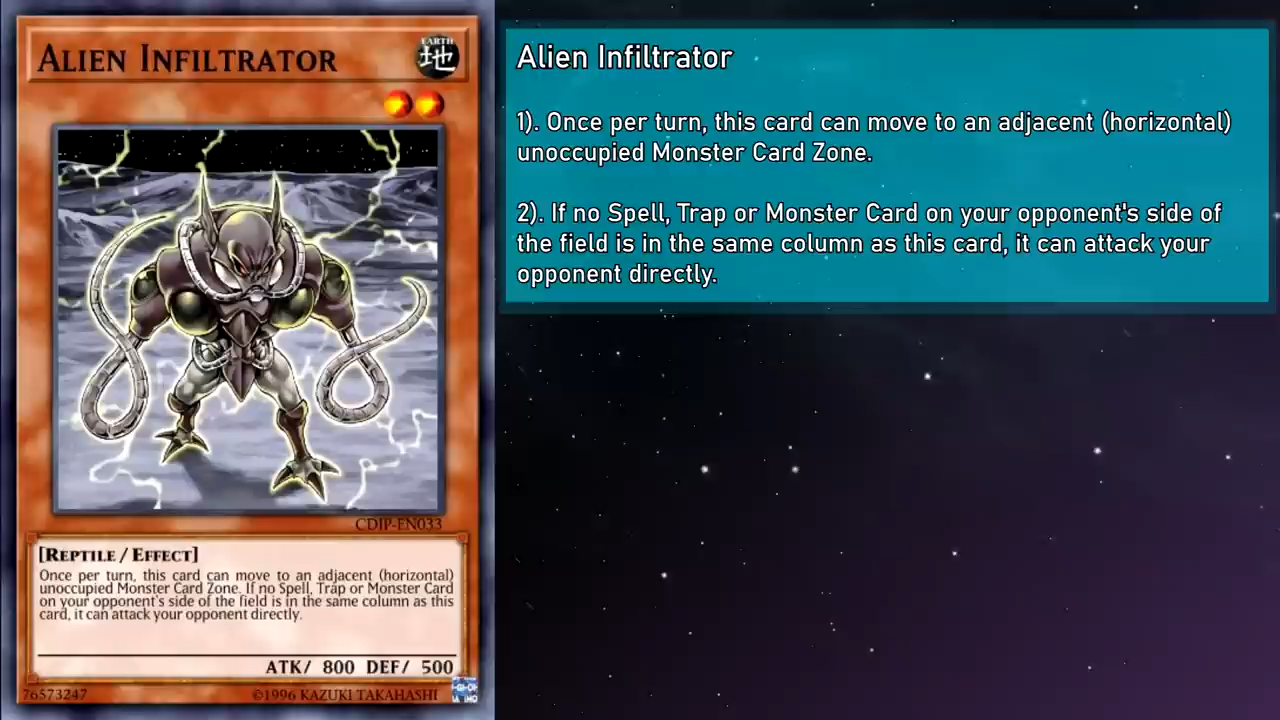 ALIEN INFILTRATOR
EARTH
地
CDIP-EN033
[REPTILE / EFFECT]
Once per turn, this card can move to an adjacent (horizontal)
unoccupied Monster Card Zone. If no Spell, Trap or Monster Card
on your opponent's side of the field is in the same column as this
card, it can attack your opponent directly.
ATK/ 800 DEF/ 500
76573247
©1996 KAZUKI TAKAHASHI
Alien Infiltrator
1). Once per turn, this card can move to an adjacent (horizontal)
unoccupied Monster Card Zone.
2). If no Spell, Trap or Monster Card on your opponent's side of
the field is in the same column as this card, it can attack your
opponent directly.